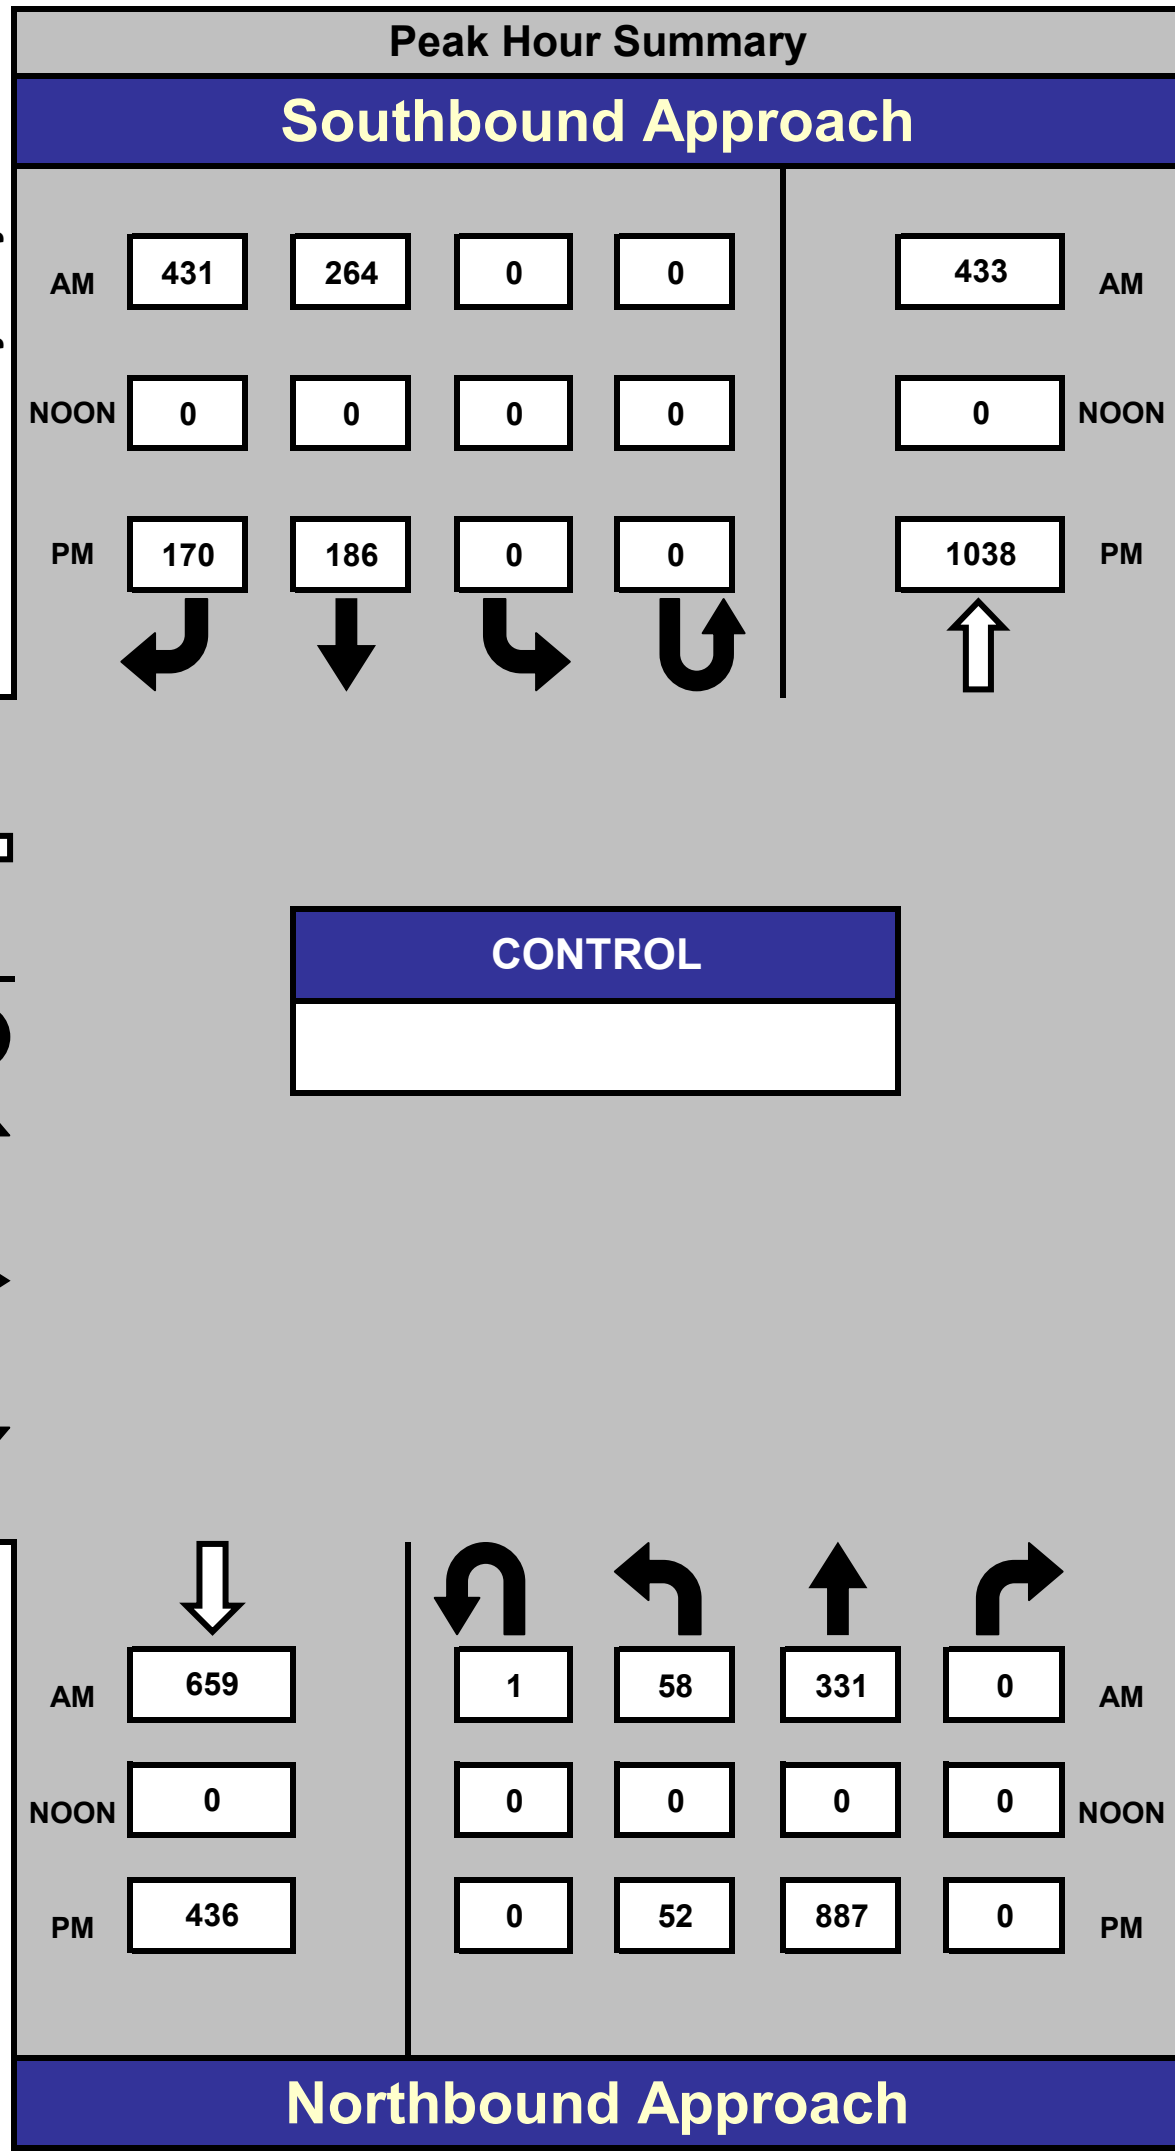 Peak Hour Summary
Southbound Approach
AM 431 264 0 0 433 AM
NOON 0 0 0 0 0 NOON
PM 170 186 0 0 1038 PM
CONTROL
AM 659 1 58 331 0 AM
NOON 0 0 0 0 0 NOON
PM 436 0 52 887 0 PM
Northbound Approach